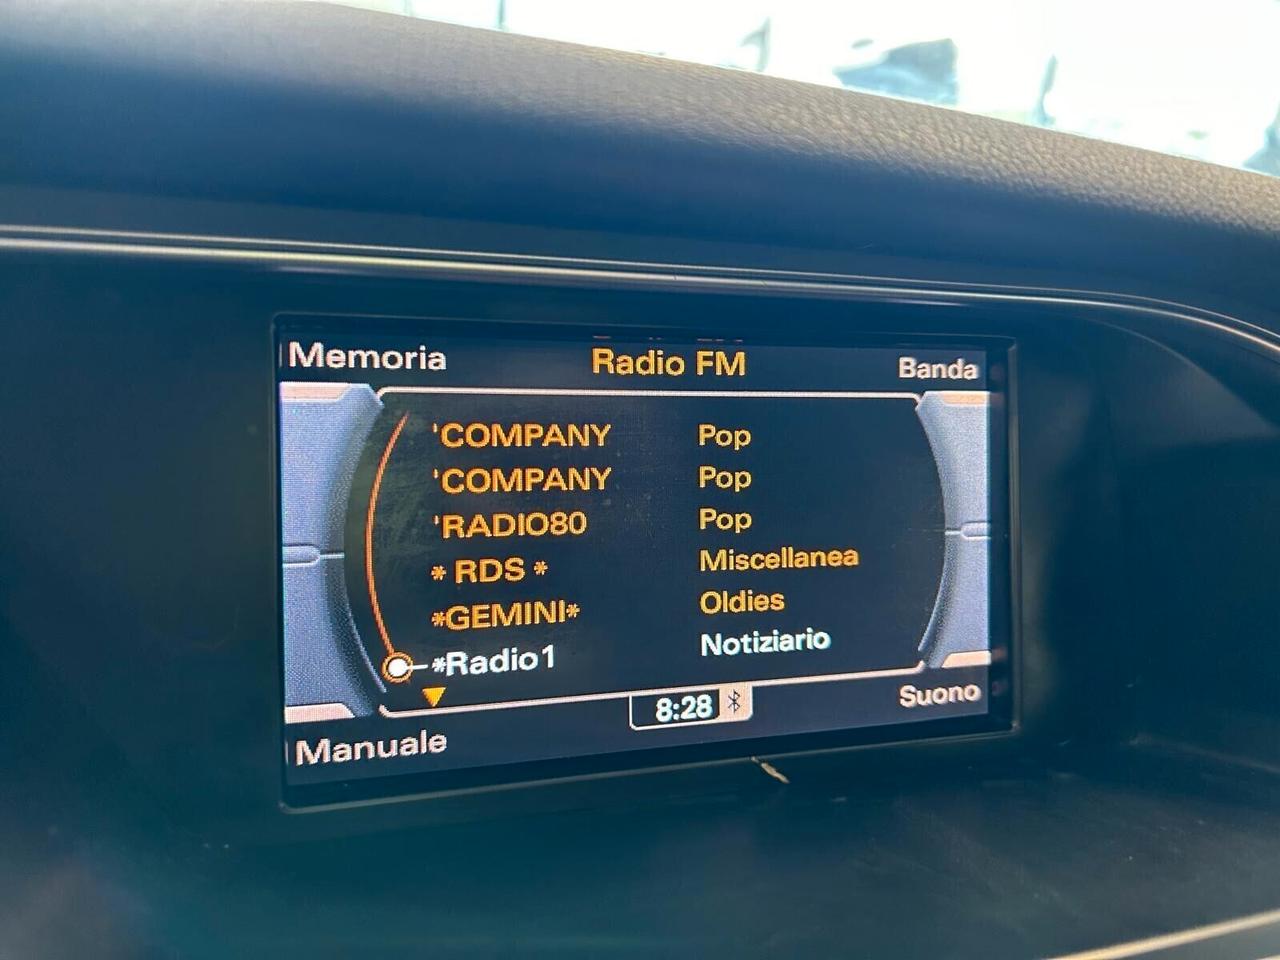 Memoria Radio FM Banda
'COMPANY Pop
'COMPANY Pop
'RADIO80 Pop
* RDS * Miscellanea
*GEMINI* Oldies
*Radio1 Notiziario
8:28
Suono
Manuale